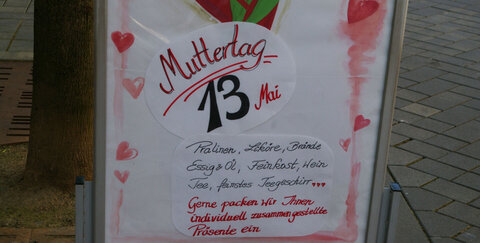 Muttertag
13 Mai
Pralinen, Liköre, Brände
Essig & Öl, Feinkost, Wein
Tee, feinstes Teegeschirr...
Gerne packen wir Ihnen
individuell zusammengestellte
Präsente ein